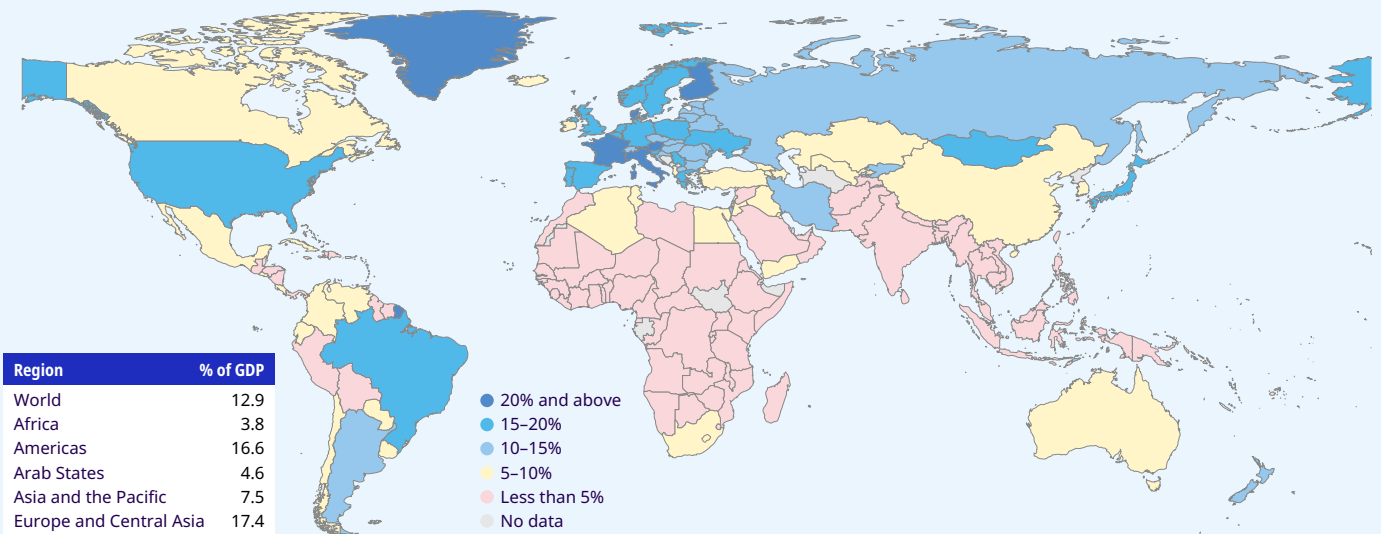 Region % of GDP
World 12.9
Africa 3.8
Americas 16.6
Arab States 4.6
Asia and the Pacific 7.5
Europe and Central Asia 17.4
20% and above
15–20%
10–15%
5–10%
Less than 5%
No data